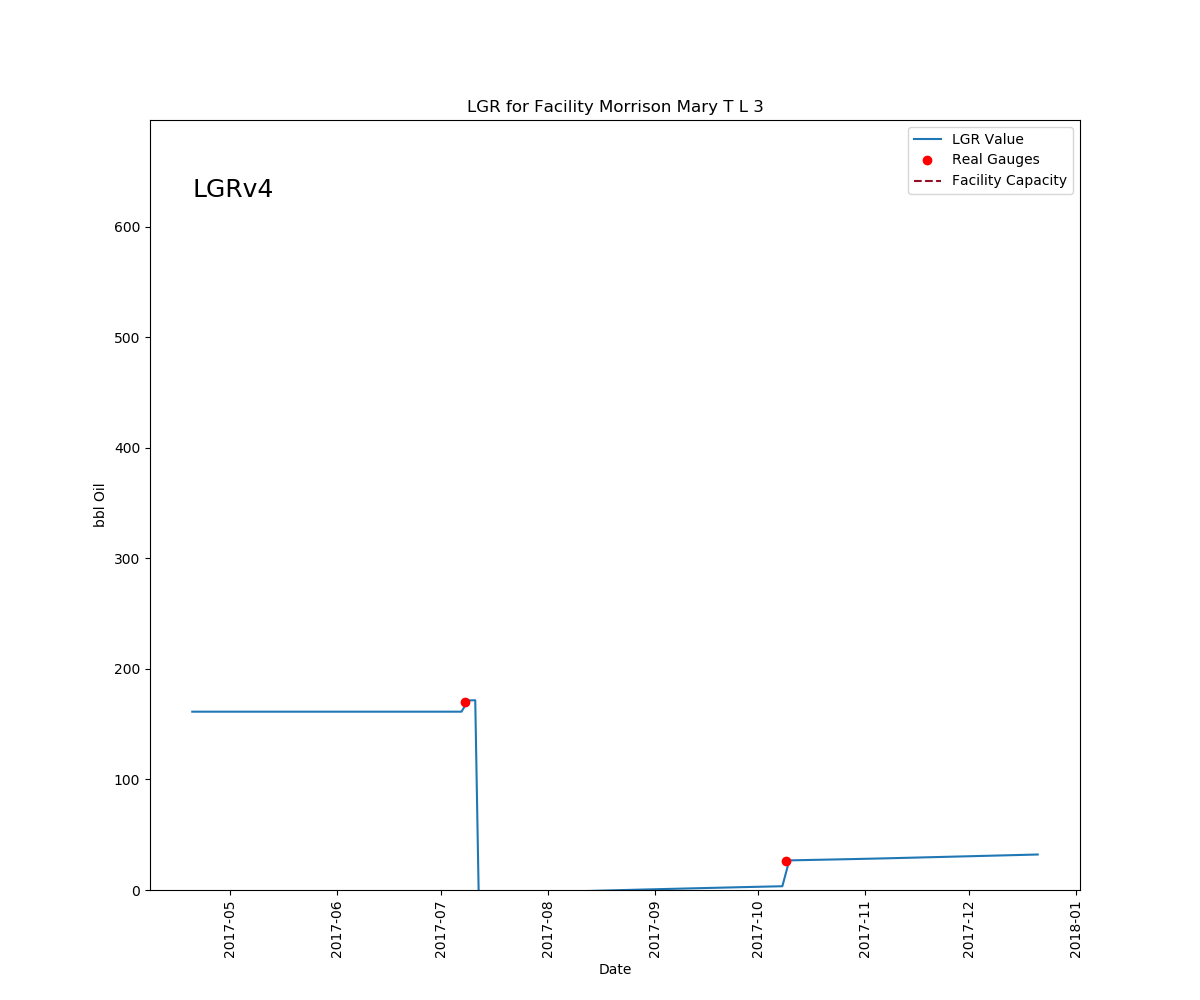 LGR for Facility Morrison Mary T L 3
LGRv4
LGR Value
Real Gauges
Facility Capacity
bbl Oil
600
500
400
300
200
100
0
2017-05
2017-06
2017-07
2017-08
2017-09
2017-10
2017-11
2017-12
2018-01
Date